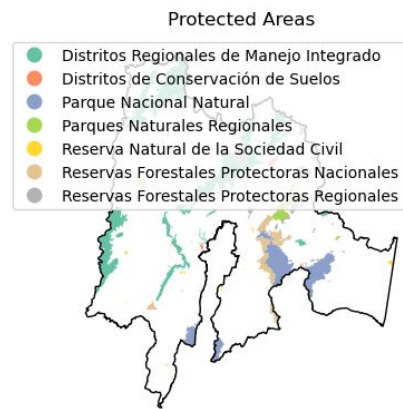 Protected Areas
Distritos Regionales de Manejo Integrado
Distritos de Conservación de Suelos
Parque Nacional Natural
Parques Naturales Regionales
Reserva Natural de la Sociedad Civil
Reservas Forestales Protectoras Nacionales
Reservas Forestales Protectoras Regionales